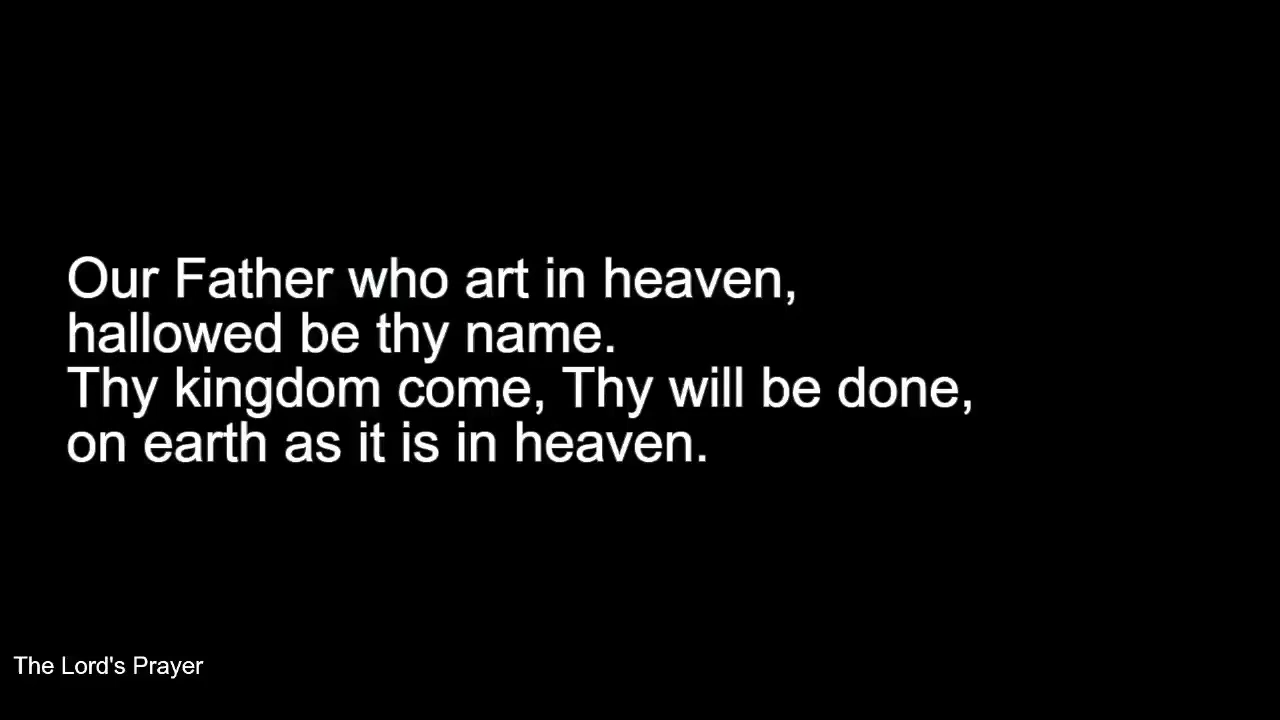 Our Father who art in heaven,
hallowed be thy name.
Thy kingdom come, Thy will be done,
on earth as it is in heaven.
The Lord's Prayer